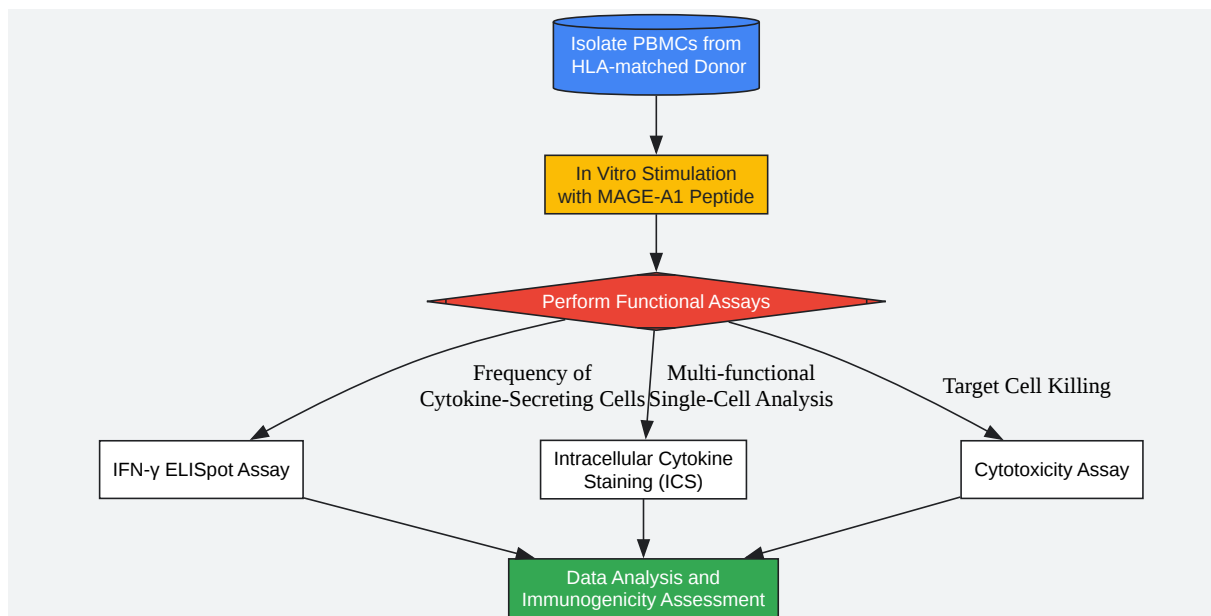 Isolate PBMCs from
HLA-matched Donor
In Vitro Stimulation
with MAGE-A1 Peptide
Perform Functional Assays
Frequency of
Cytokine-Secreting Cells
Multi-functional
Single-Cell Analysis
Target Cell Killing
IFN-γ ELISpot Assay
Intracellular Cytokine
Staining (ICS)
Cytotoxicity Assay
Data Analysis and
Immunogenicity Assessment